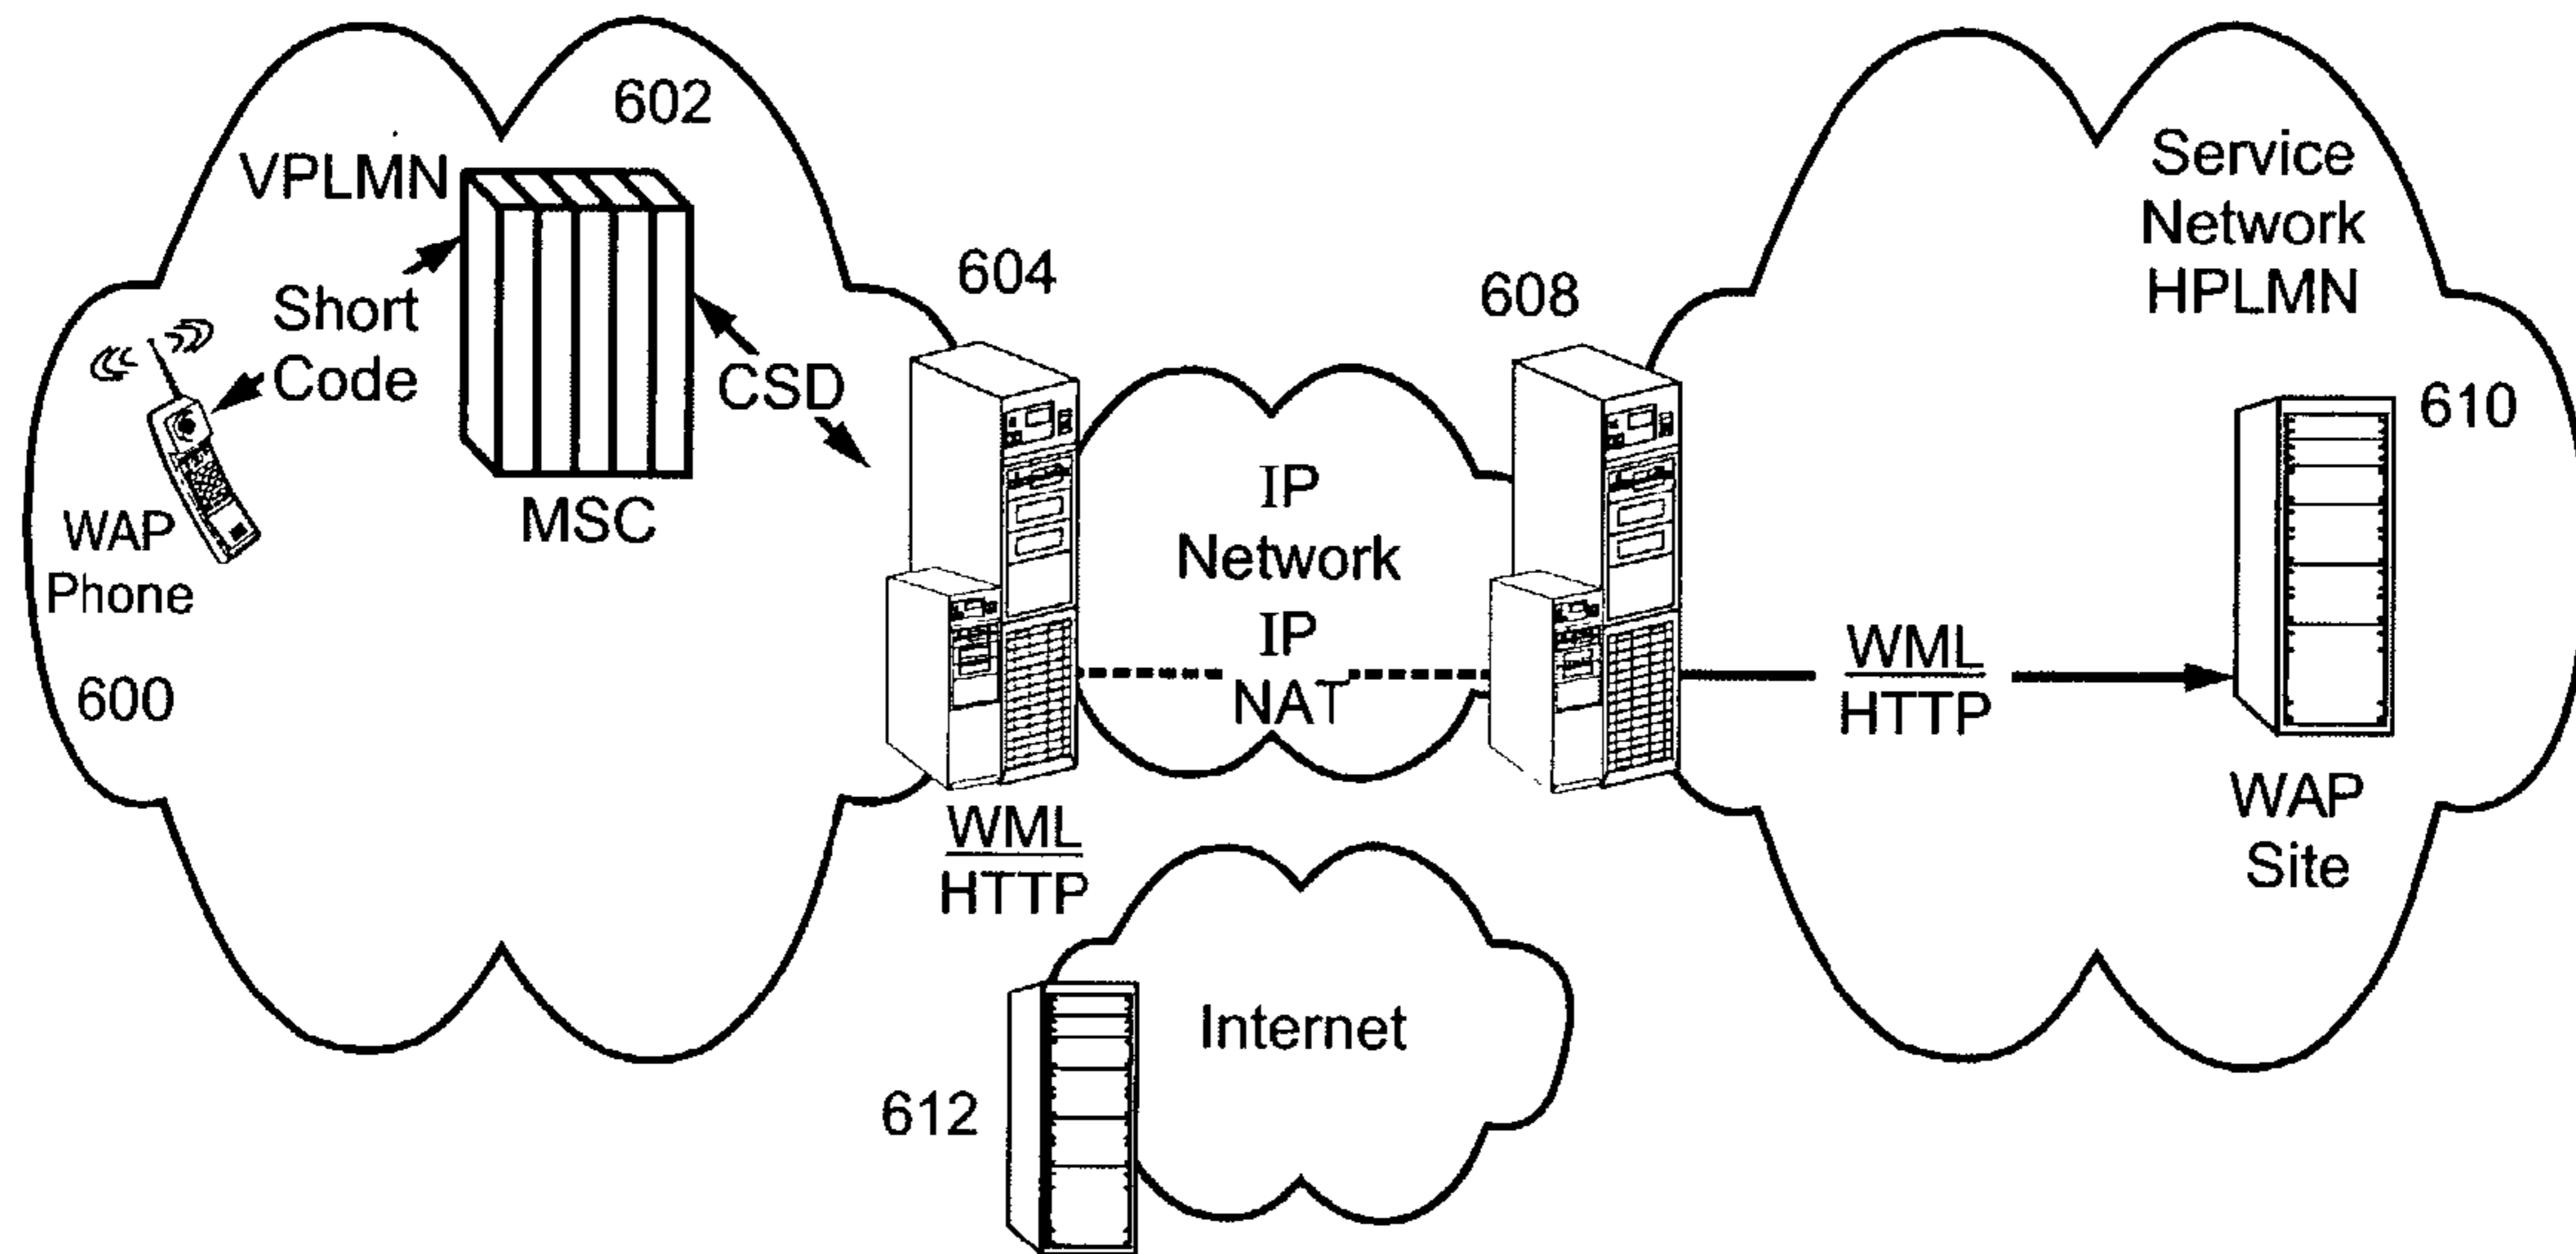 602
VPLMN
Short
Code
CSD
MSC
WAP
Phone
600
604
WML
HTTP
IP
Network
IP
NAT
608
WML
HTTP
Service
Network
HPLMN
610
WAP
Site
Internet
612